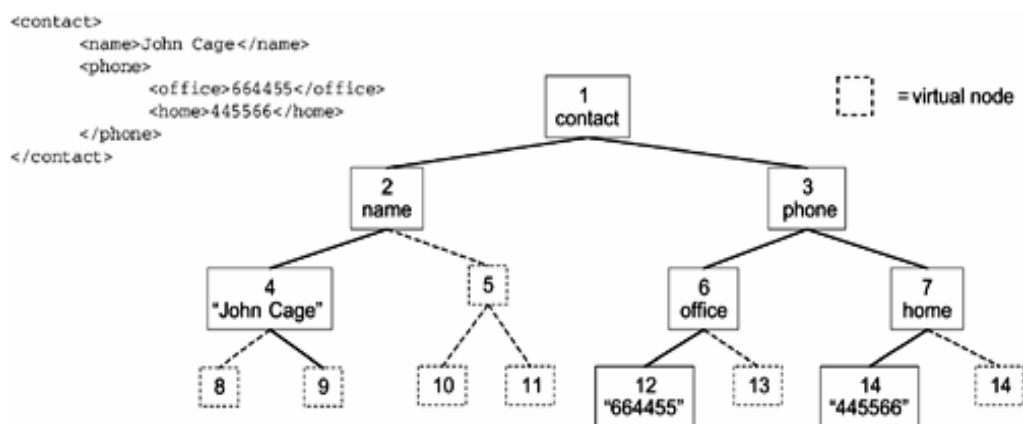 <contact>
<name>John Cage</name>
<phone>
<office>664455</office>
<home>445566</home>
</phone>
</contact>
1
contact
= virtual node
2
name
3
phone
4
"John Cage"
5
6
office
7
home
8
9
10
11
12
"664455"
13
14
"445566"
14